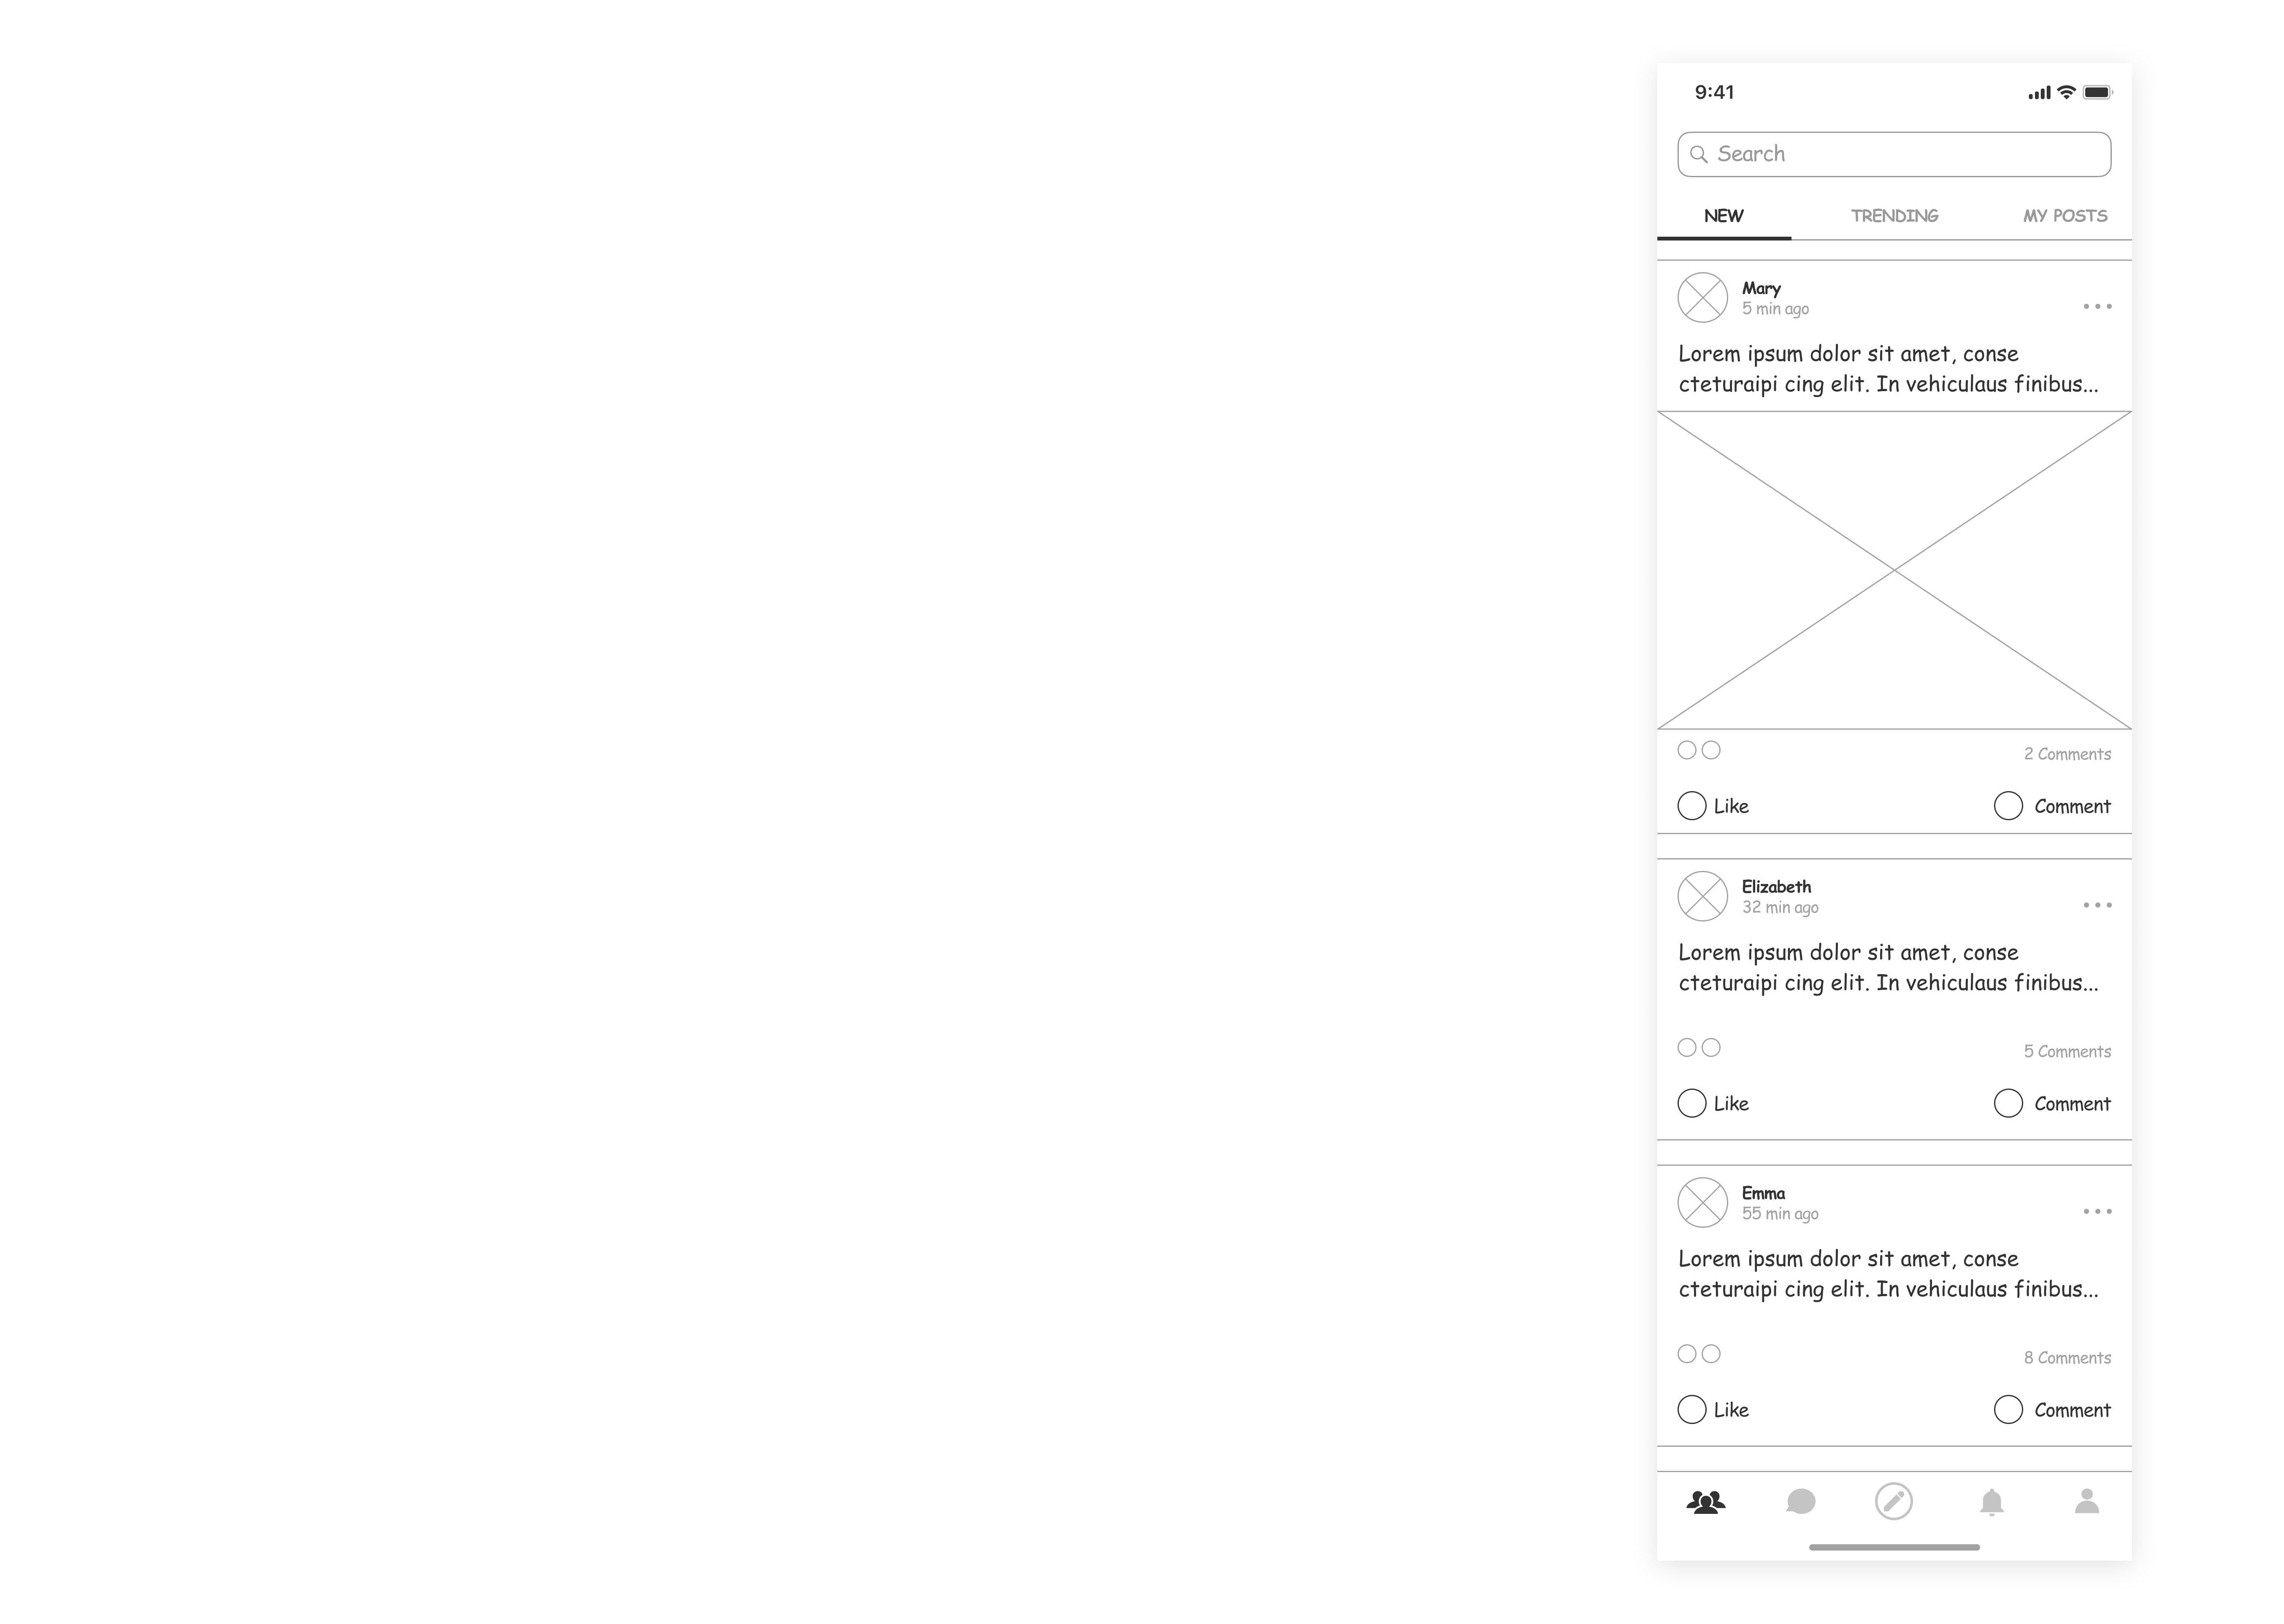 9:41
Search
NEW TRENDING MY POSTS
Mary
5 min ago
Lorem ipsum dolor sit amet, conse
cteturaipi cing elit. In vehiculaus finibus...
2 Comments
Like Comment
Elizabeth
32 min ago
Lorem ipsum dolor sit amet, conse
cteturaipi cing elit. In vehiculaus finibus...
5 Comments
Like Comment
Emma
55 min ago
Lorem ipsum dolor sit amet, conse
cteturaipi cing elit. In vehiculaus finibus...
8 Comments
Like Comment